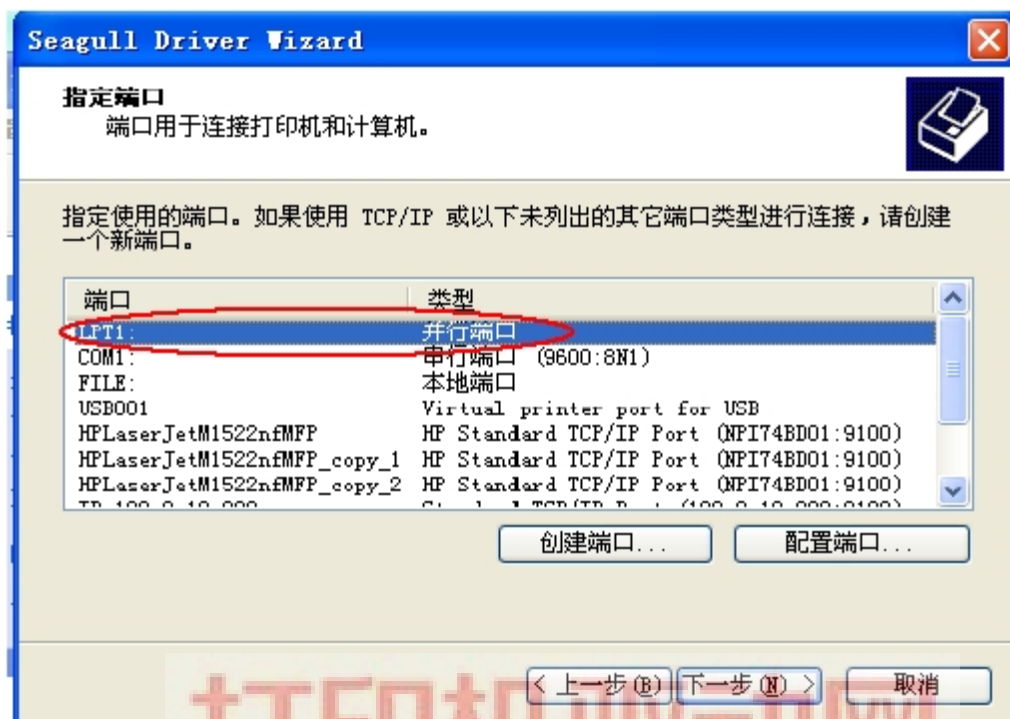 Seagull Driver Wizard
指定端口
端口用于连接打印机和计算机。
指定使用的端口。如果使用 TCP/IP 或以下未列出的其它端口类型进行连接，请创建
一个新端口。
端口 类型
LPT1: 并行端口
COM1: 串行端口 (9600:8N1)
FILE: 本地端口
USB001 Virtual printer port for USB
HPLaserJetM1522nfMFP HP Standard TCP/IP Port (NPI74BD01:9100)
HPLaserJetM1522nfMFP_copy_1 HP Standard TCP/IP Port (NPI74BD01:9100)
HPLaserJetM1522nfMFP_copy_2 HP Standard TCP/IP Port (NPI74BD01:9100)
创建端口... 配置端口...
< 上一步(B) 下一步(N) > 取消